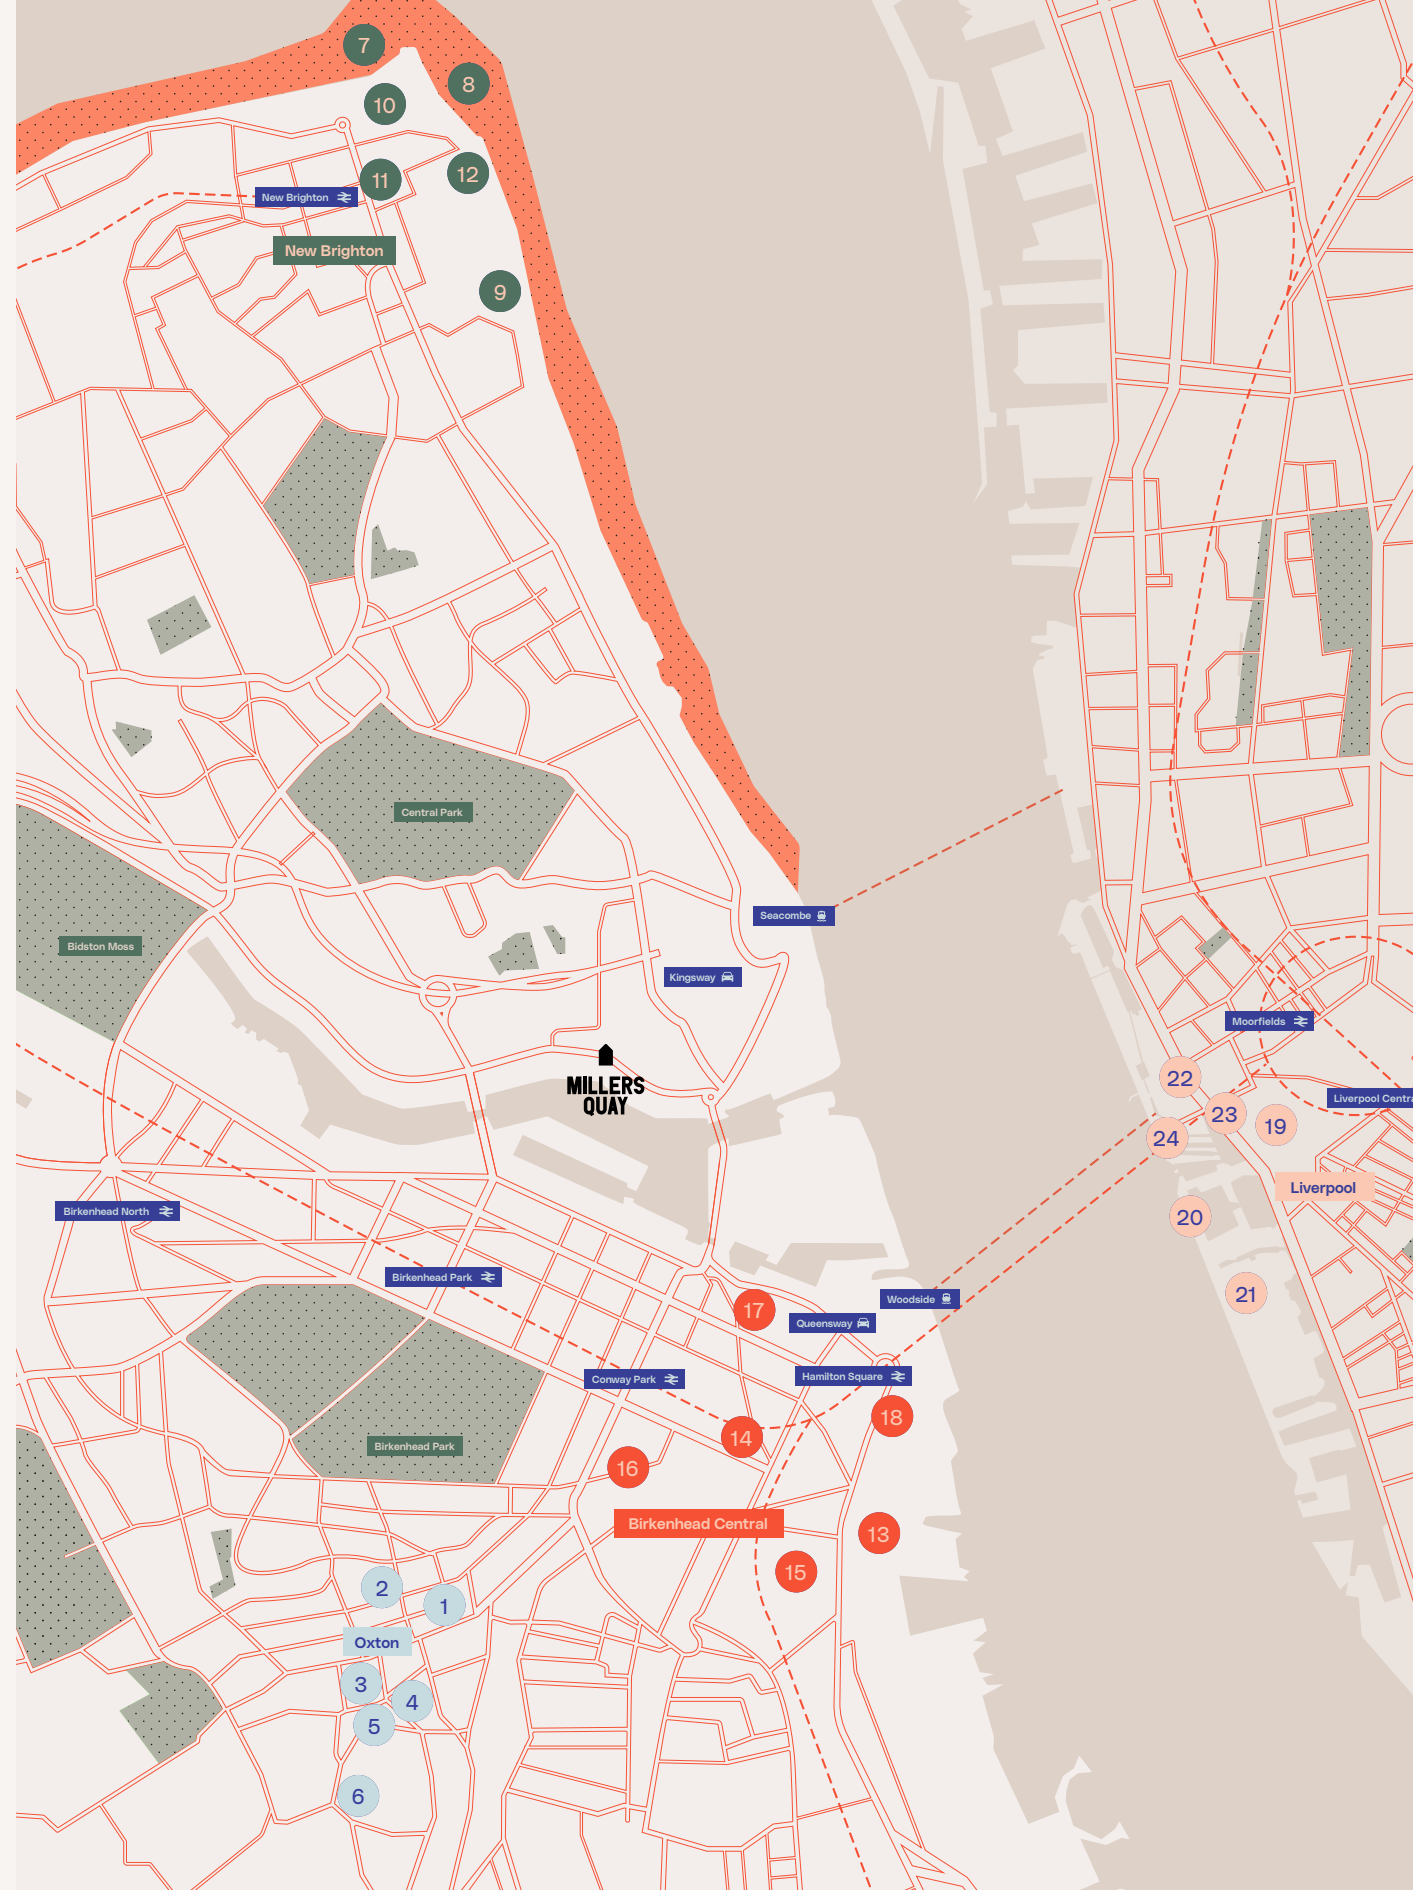 7
8
10
11
12
New Brighton
New Brighton
9
Central Park
Bidston Moss
Seacombe
Kingsway
Moorfields
MILLERS
QUAY
22
Liverpool Centra
23
19
24
Liverpool
20
Birkenhead North
Birkenhead Park
21
17
Woodside
Queensway
Conway Park
Hamilton Square
18
14
Birkenhead Park
16
Birkenhead Central
13
15
2
1
Oxton
3
4
5
6